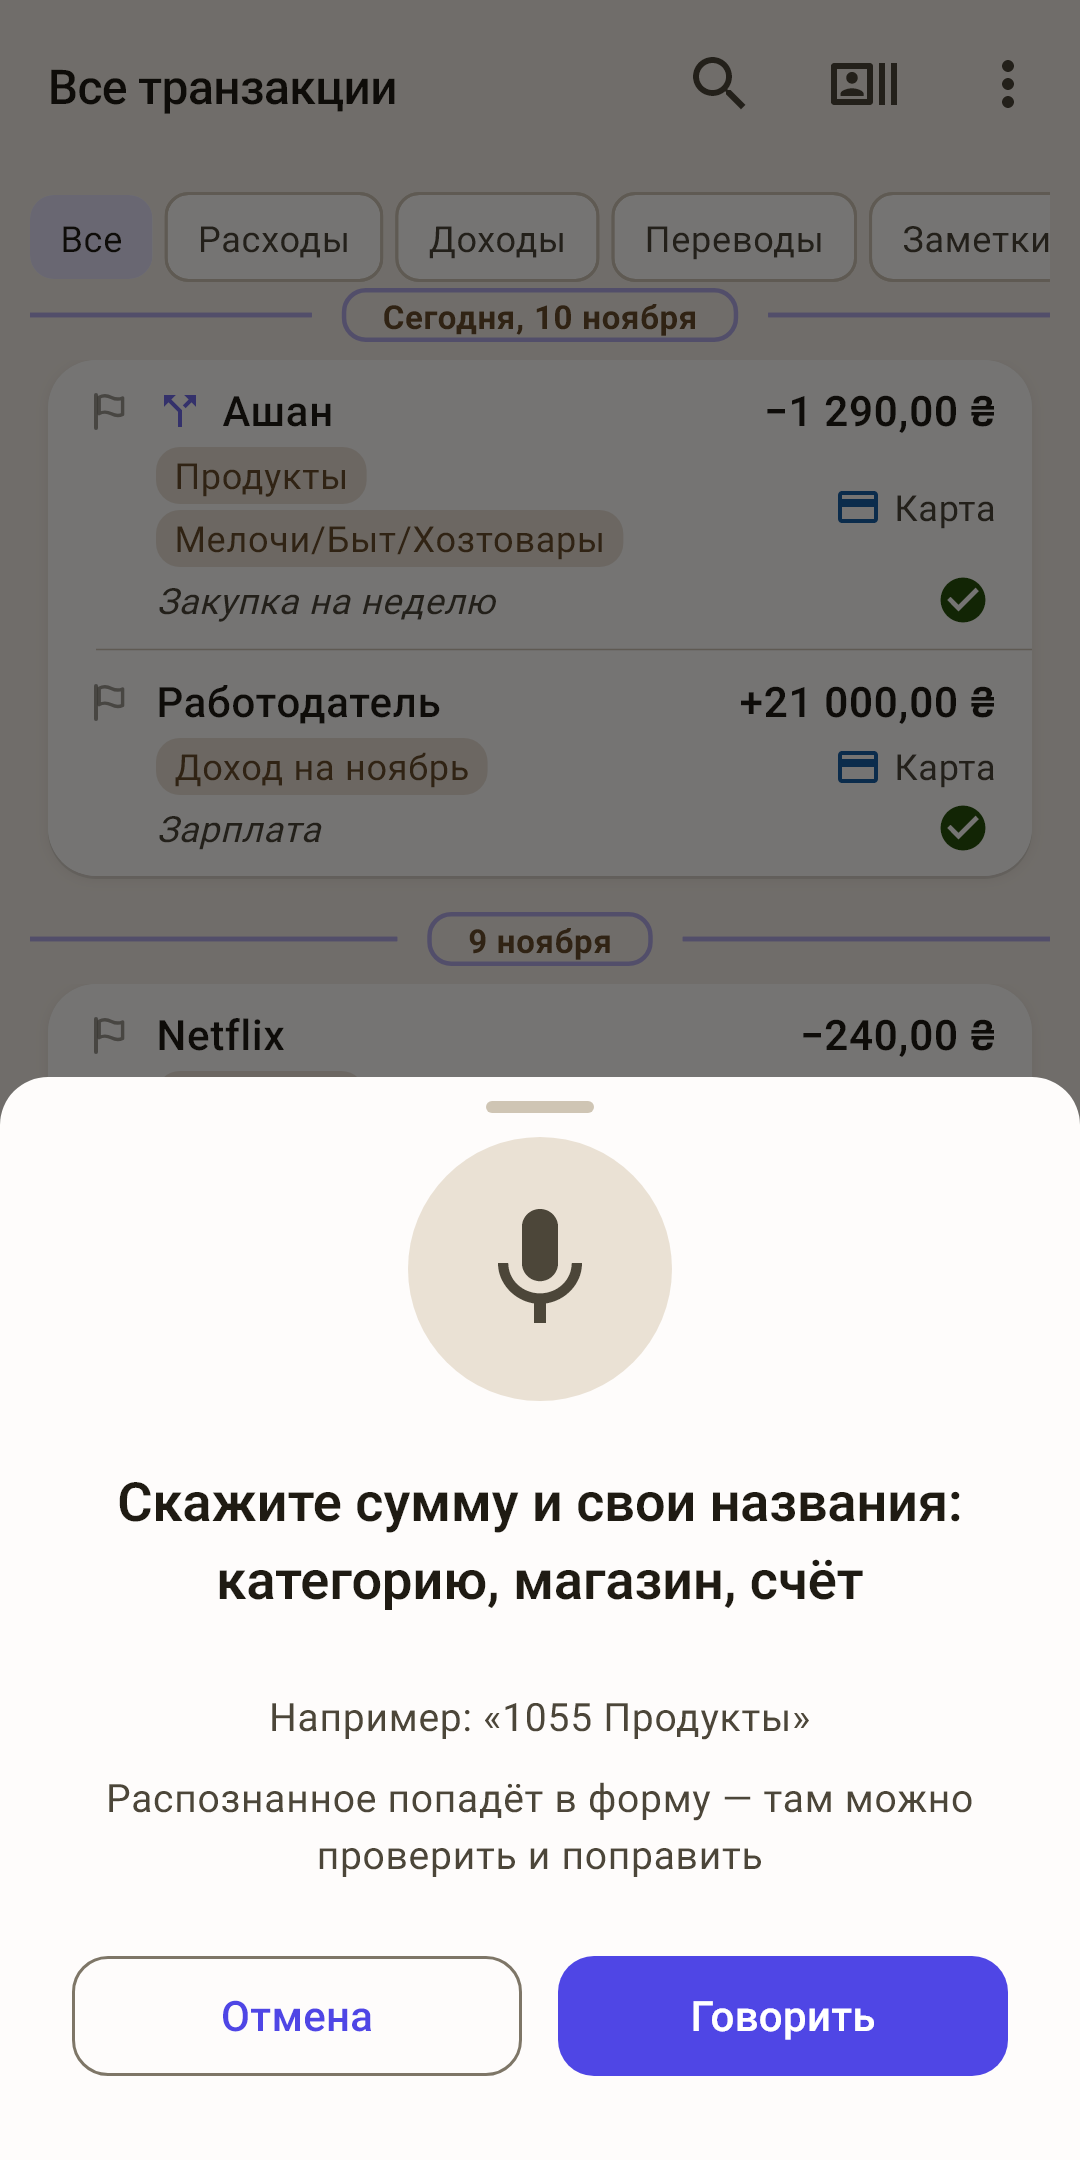 Все транзакции
Все
Расходы
Доходы
Переводы
Заметки
Сегодня, 10 ноября
Ашан
−1 290,00 ₴
Продукты
Мелочи/Быт/Хозтовары
Карта
Закупка на неделю
Работодатель
+21 000,00 ₴
Доход на ноябрь
Карта
Зарплата
9 ноября
Netflix
−240,00 ₴
Скажите сумму и свои названия:
категорию, магазин, счёт
Например: «1055 Продукты»
Распознанное попадёт в форму — там можно
проверить и поправить
Отмена
Говорить